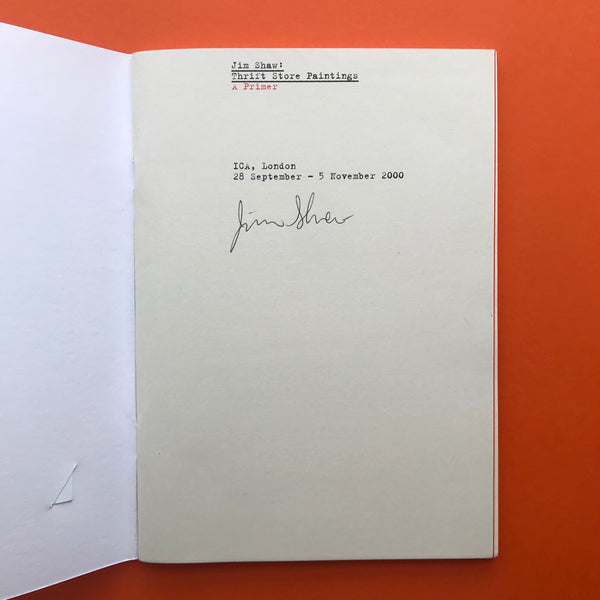 Jim Shaw:
Thrift Store Paintings
A Primer
ICA, London
28 September - 5 November 2000
Jim Shaw